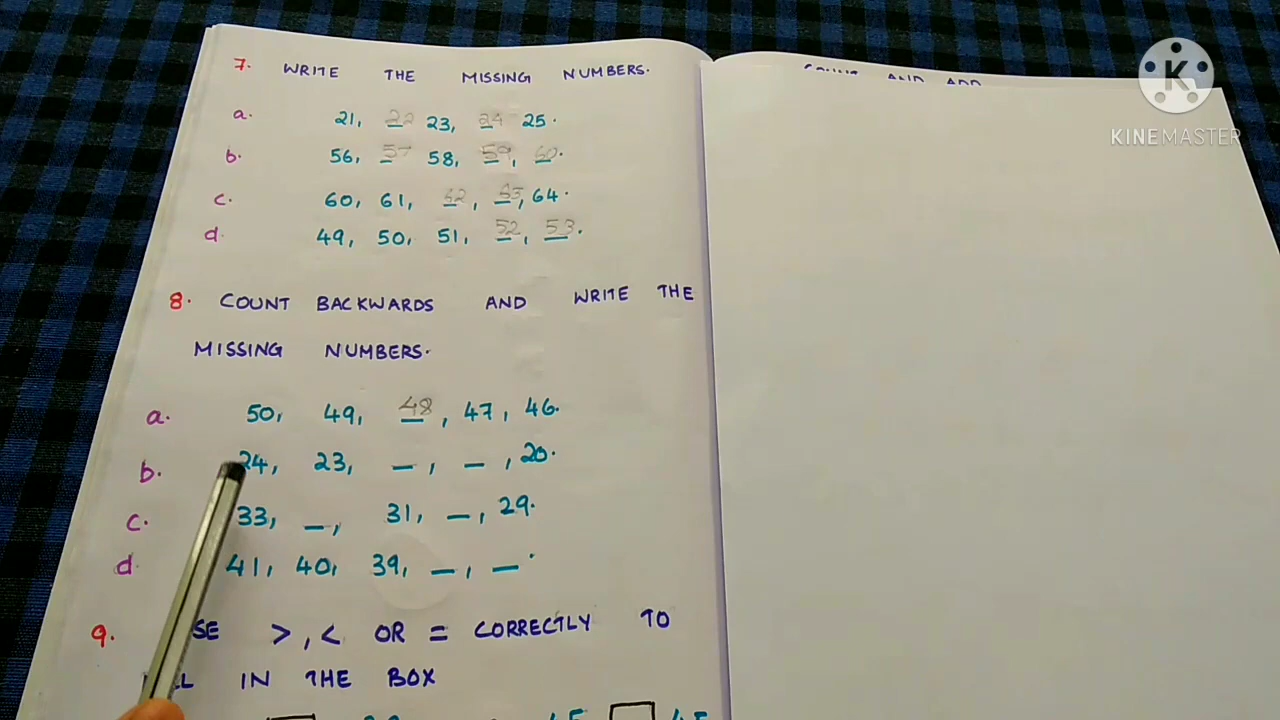 7. WRITE THE MISSING NUMBERS.
a. 21, 22 23, 24 25.
b. 56, 57 58, 59, 60.
c. 60, 61, 62, 63, 64.
d. 49, 50, 51, 52, 53.
8. COUNT BACKWARDS AND WRITE THE
MISSING NUMBERS.
a. 50, 49, 48, 47, 46.
b. 24, 23, _, _, 20.
c. 33, _, 31, _, 29.
d 41, 40, 39, _, _.
9. SE >, < OR = CORRECTLY TO
IN THE BOX
K
KINEMASTER